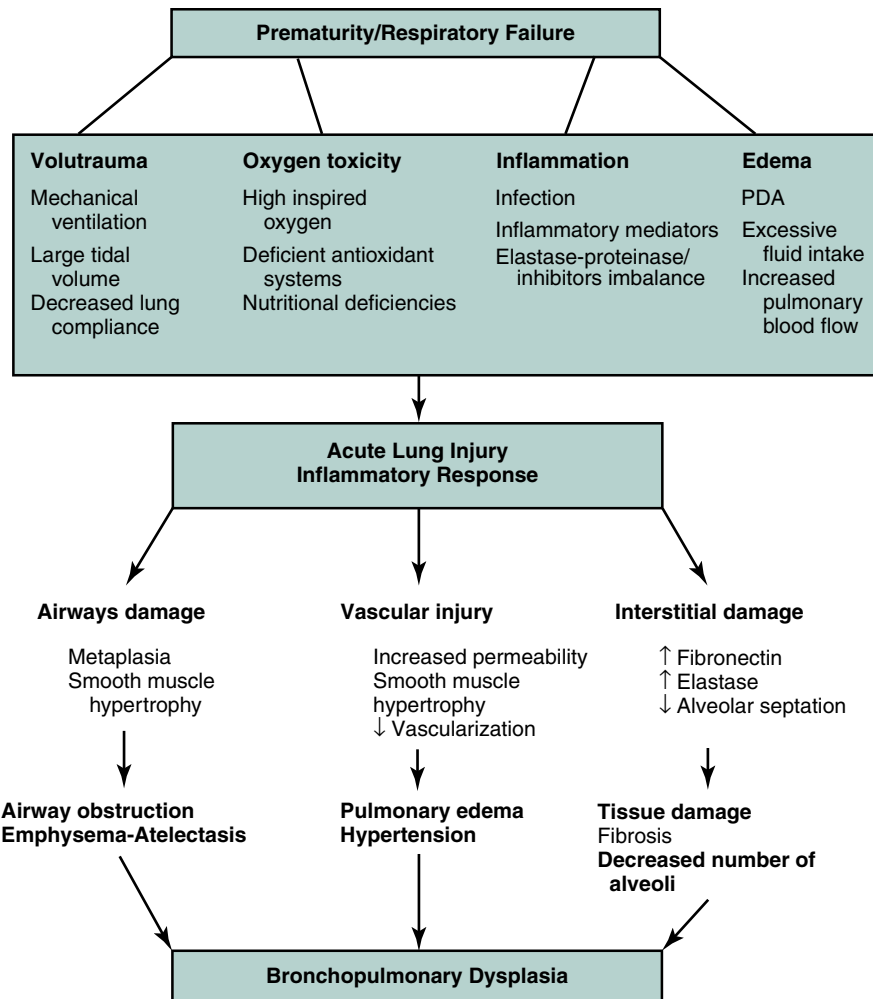 Prematurity/Respiratory Failure
Volutrauma
Mechanical
ventilation
Large tidal
volume
Decreased lung
compliance
Oxygen toxicity
High inspired
oxygen
Deficient antioxidant
systems
Nutritional deficiencies
Inflammation
Infection
Inflammatory mediators
Elastase-proteinase/
inhibitors imbalance
Edema
PDA
Excessive
fluid intake
Increased
pulmonary
blood flow
Acute Lung Injury
Inflammatory Response
Airways damage
Metaplasia
Smooth muscle
hypertrophy
Airway obstruction
Emphysema-Atelectasis
Vascular injury
Increased permeability
Smooth muscle
hypertrophy
↓ Vascularization
Pulmonary edema
Hypertension
Interstitial damage
↑ Fibronectin
↑ Elastase
↓ Alveolar septation
Tissue damage
Fibrosis
Decreased number of
alveoli
Bronchopulmonary Dysplasia